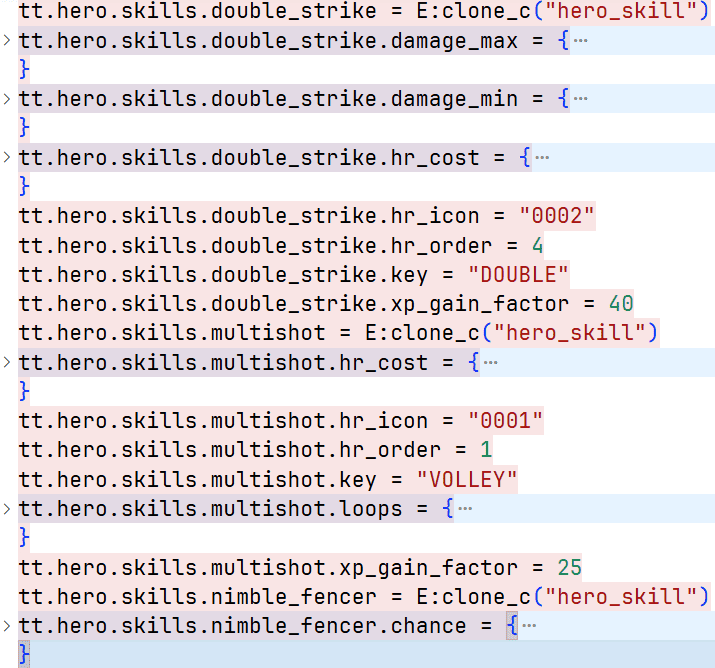 tt.hero.skills.double_strike = E:clone_c("hero_skill")
tt.hero.skills.double_strike.damage_max = {···
}
tt.hero.skills.double_strike.damage_min = {···
}
tt.hero.skills.double_strike.hr_cost = {···
}
tt.hero.skills.double_strike.hr_icon = "0002"
tt.hero.skills.double_strike.hr_order = 4
tt.hero.skills.double_strike.key = "DOUBLE"
tt.hero.skills.double_strike.xp_gain_factor = 40
tt.hero.skills.multishot = E:clone_c("hero_skill")
tt.hero.skills.multishot.hr_cost = {···
}
tt.hero.skills.multishot.hr_icon = "0001"
tt.hero.skills.multishot.hr_order = 1
tt.hero.skills.multishot.key = "VOLLEY"
tt.hero.skills.multishot.loops = {···
}
tt.hero.skills.multishot.xp_gain_factor = 25
tt.hero.skills.nimble_fencer = E:clone_c("hero_skill")
tt.hero.skills.nimble_fencer.chance = {···
}